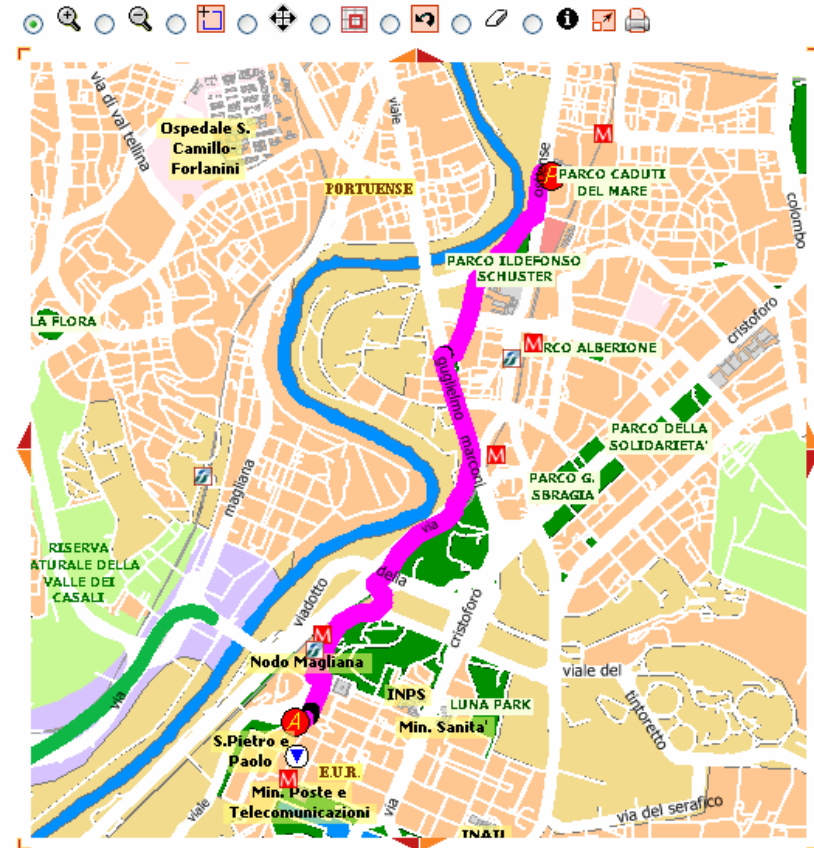 via di val tellina
viale
Ospedale S.
Camillo-
Forlanini
M
PORTUENSE
P
PARCO CADUTI
DEL MARE
colombo
PARCO ILDEFONSO
SCHUSTER
LA FLORA
cristoforo
M
RCO ALBERIONE
guglielmo
marconi
PARCO DELLA
SOLIDARIETA'
M
PARCO G.
SBRAGIA
magliana
via
RISERVA
ATURALE DELLA
VALLE DEI
CASALI
della
viadotto
cristoforo
M
Nodo Magliana
viale del
tintoretto
via
INPS
LUNA PARK
A
Min. Sanita'
S.Pietro e
Paolo
E.U.R.
M
Min. Poste e
Telecomunicazioni
viale
via
via del serafico